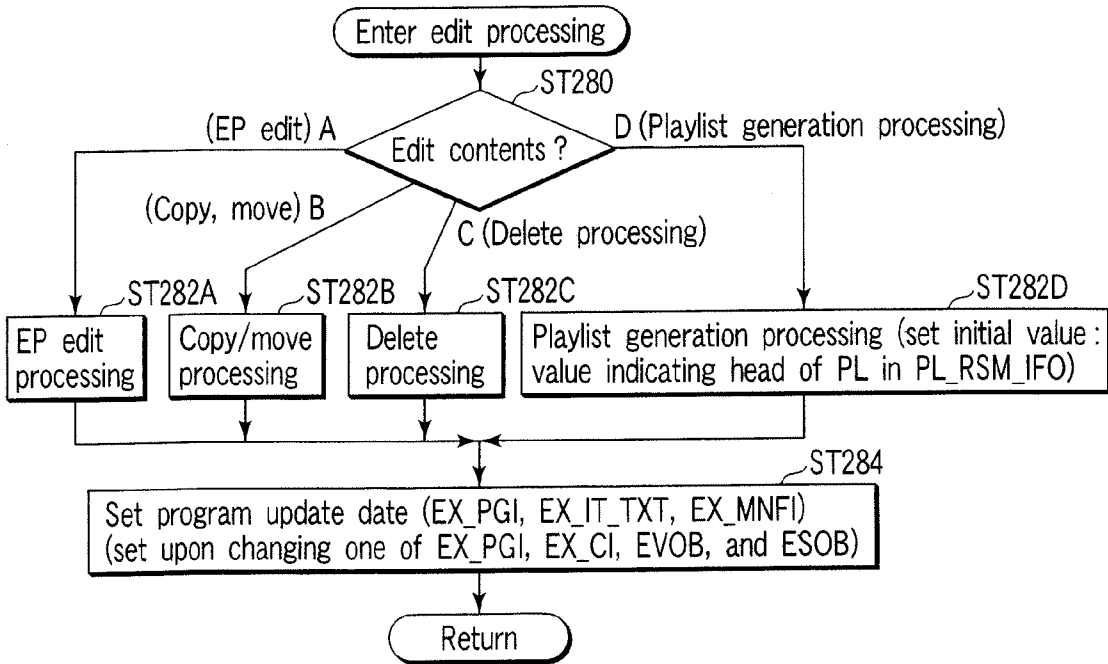 Enter edit processing
ST280
(EP edit) A
Edit contents ?
D (Playlist generation processing)
(Copy, move) B
C (Delete processing)
ST282A
EP edit
processing
ST282B
Copy/move
processing
ST282C
Delete
processing
ST282D
Playlist generation processing (set initial value :
value indicating head of PL in PL_RSM_IFO)
ST284
Set program update date (EX_PGI, EX_IT_TXT, EX_MNFI)
(set upon changing one of EX_PGI, EX_CI, EVOB, and ESOB)
Return